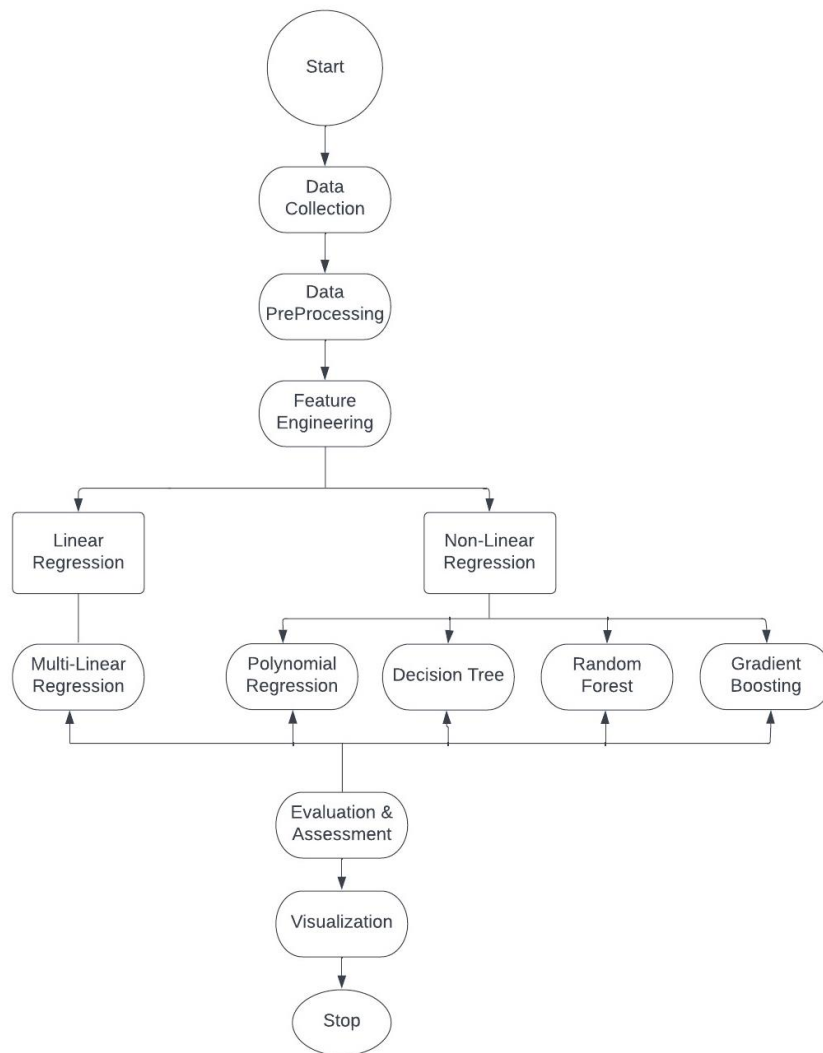 Start
Data
Collection
Data
PreProcessing
Feature
Engineering
Linear
Regression
Non-Linear
Regression
Multi-Linear
Regression
Polynomial
Regression
Decision Tree
Random
Forest
Gradient
Boosting
Evaluation &
Assessment
Visualization
Stop